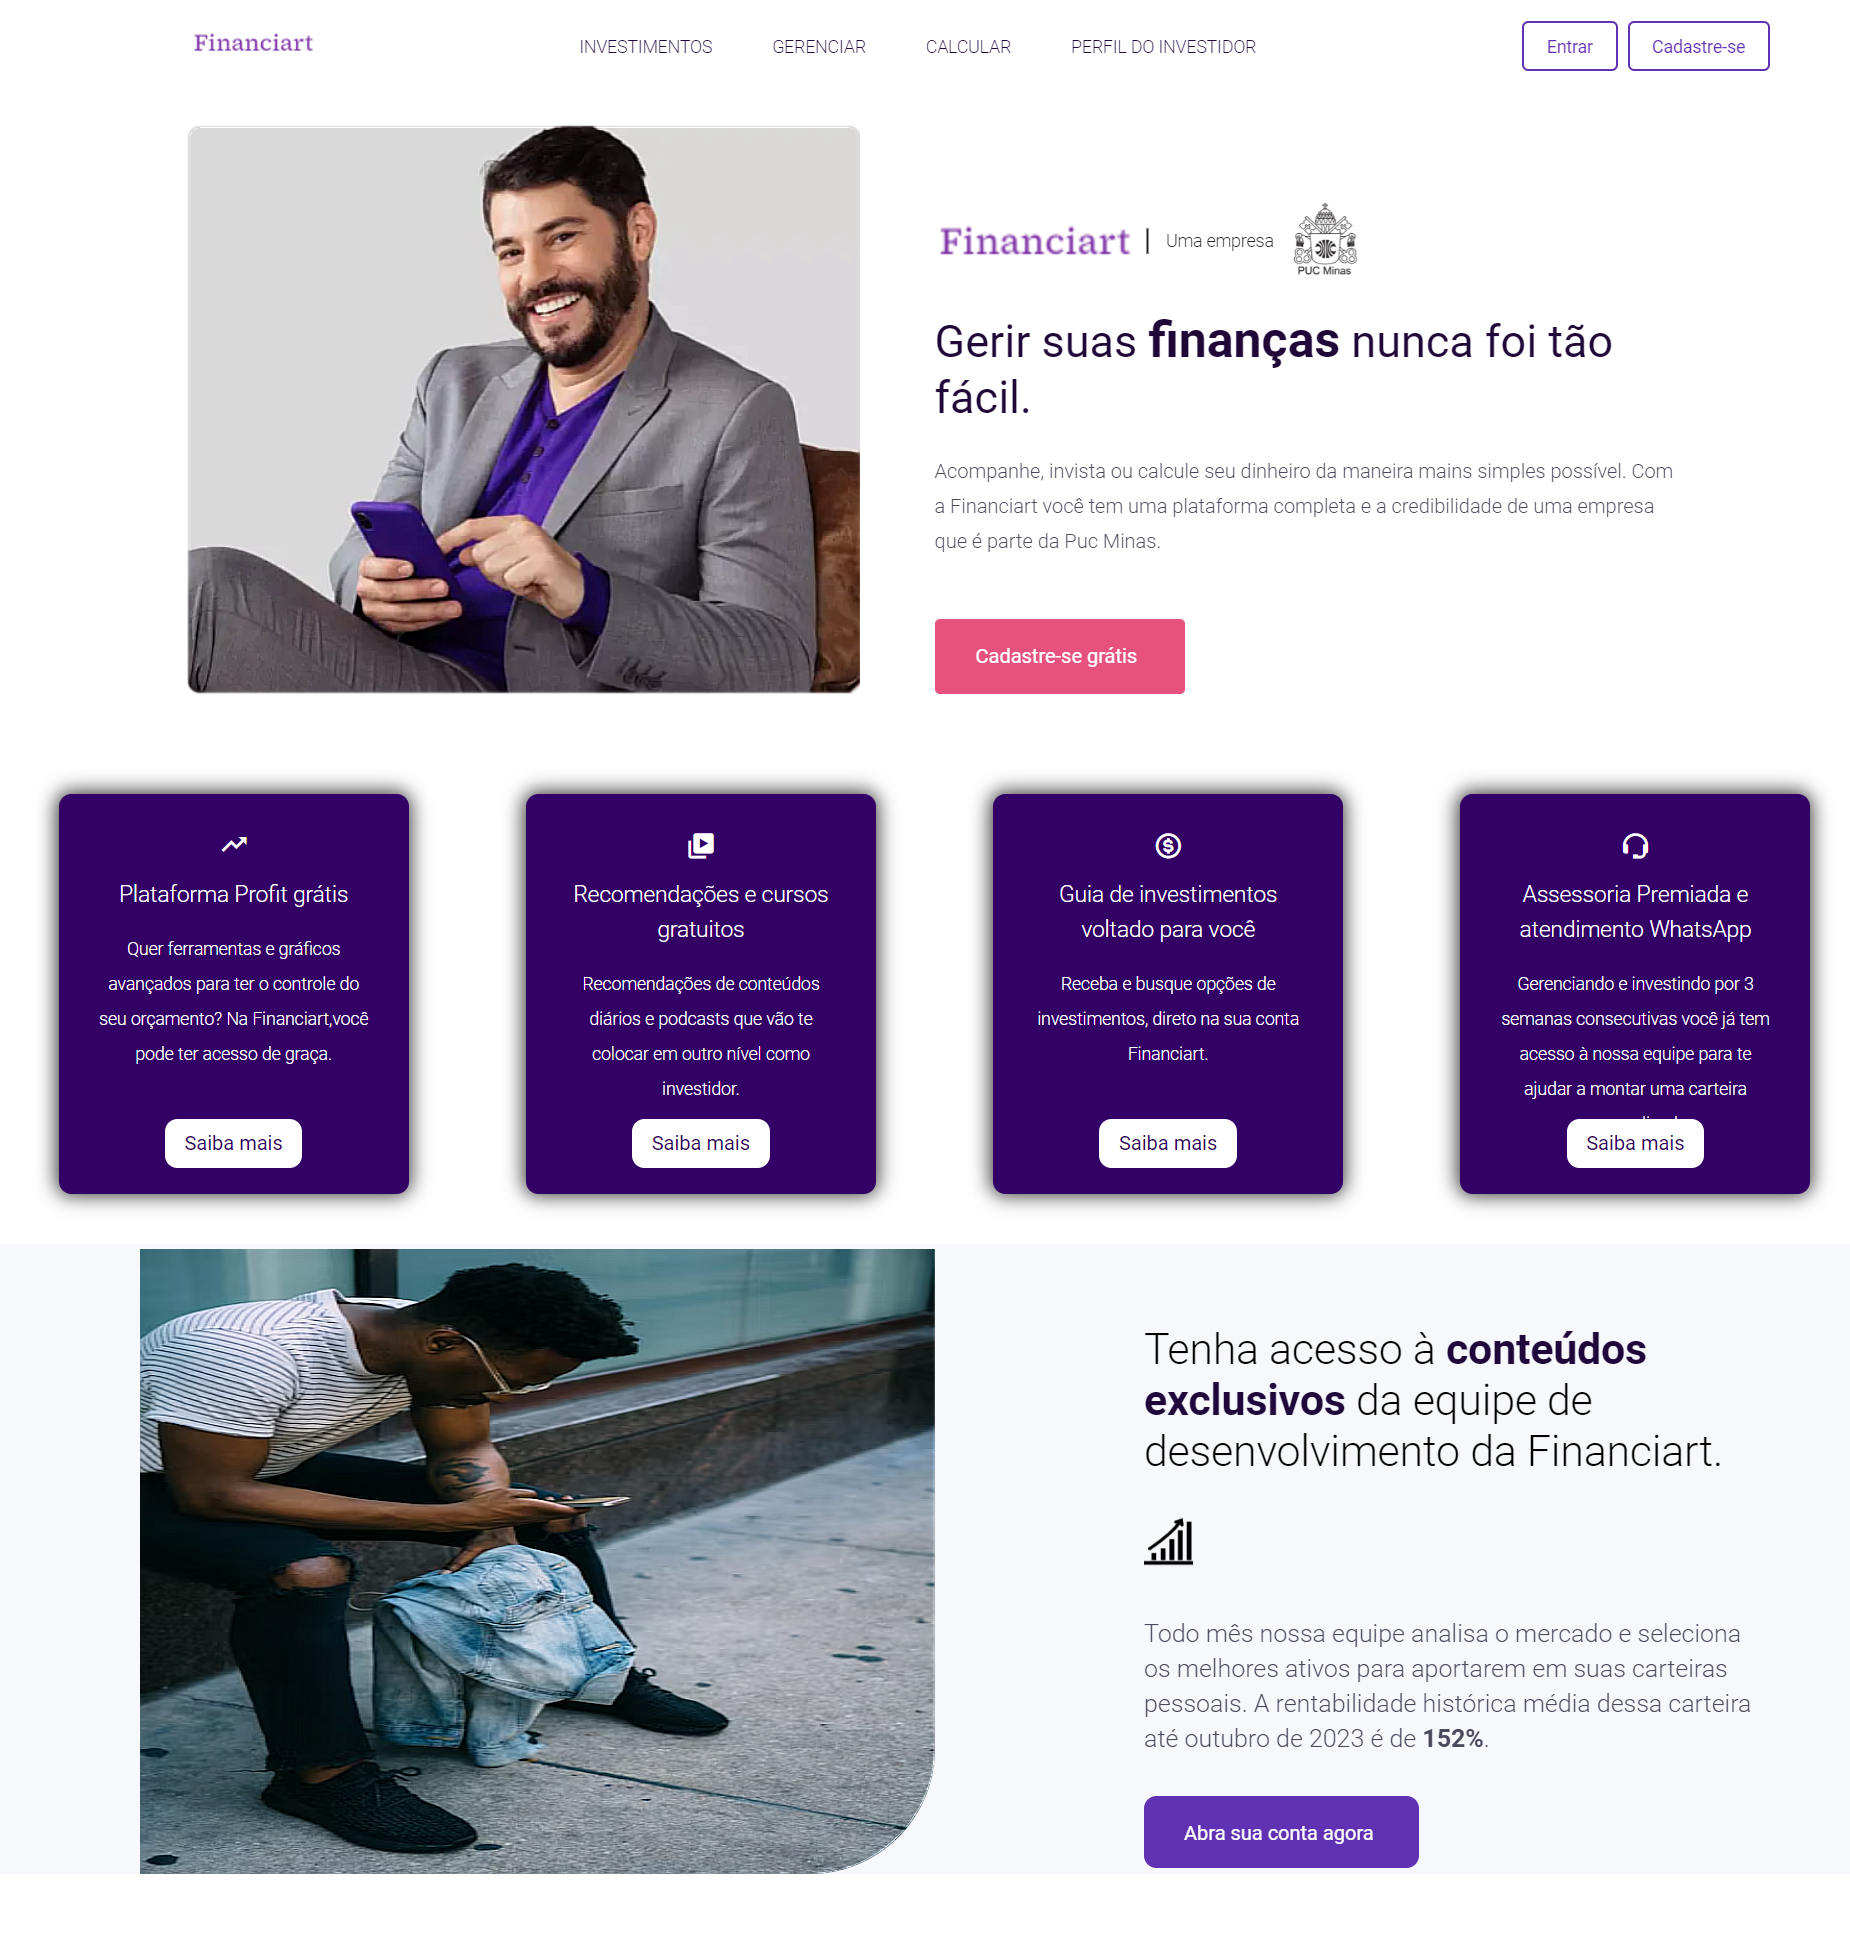 Financiart
INVESTIMENTOS
GERENCIAR
CALCULAR
PERFIL DO INVESTIDOR
Entrar
Cadastre-se
Financiart | Uma empresa
PUC Minas
Gerir suas finanças nunca foi tão
fácil.
Acompanhe, invista ou calcule seu dinheiro da maneira mains simples possível. Com
a Financiart você tem uma plataforma completa e a credibilidade de uma empresa
que é parte da Puc Minas.
Cadastre-se grátis
Plataforma Profit grátis
Quer ferramentas e gráficos
avançados para ter o controle do
seu orçamento? Na Financiart,você
pode ter acesso de graça.
Saiba mais
Recomendações e cursos
gratuitos
Recomendações de conteúdos
diários e podcasts que vão te
colocar em outro nível como
investidor.
Saiba mais
Guia de investimentos
voltado para você
Receba e busque opções de
investimentos, direto na sua conta
Financiart.
Saiba mais
Assessoria Premiada e
atendimento WhatsApp
Gerenciando e investindo por 3
semanas consecutivas você já tem
acesso à nossa equipe para te
ajudar a montar uma carteira
Saiba mais
Tenha acesso à conteúdos
exclusivos da equipe de
desenvolvimento da Financiart.
Todo mês nossa equipe analisa o mercado e seleciona
os melhores ativos para aportarem em suas carteiras
pessoais. A rentabilidade histórica média dessa carteira
até outubro de 2023 é de 152%.
Abra sua conta agora